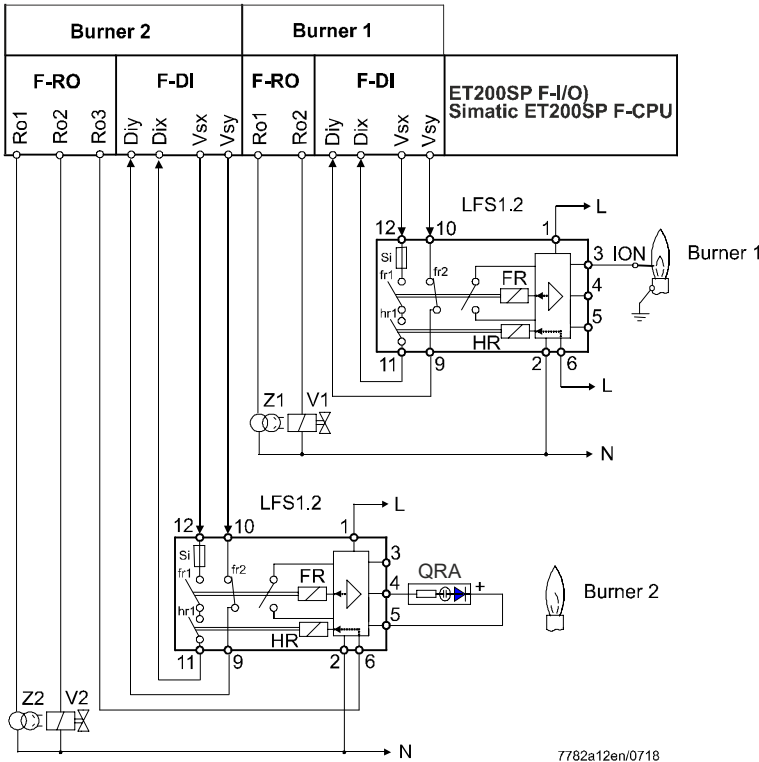 Burner 2 Burner 1
F-RO F-DI F-RO F-DI
ET200SP F-I/O)
Simatic ET200SP F-CPU
Ro1 Ro2 Ro3 Diy Dix Vsx Vsy Ro1 Ro2 Diy Dix Vsx Vsy
LFS1.2
L
12 10 1
Si
fr1 fr2
FR
hr1
HR
3 ION
4
5
Burner 1
11 9 2 6
L
Z1 V1
N
LFS1.2
L
12 10 1
Si
fr1 fr2
FR
hr1
HR
3
4 QRA +
5
Burner 2
11 9 2 6
Z2 V2
N
7782a12en/0718